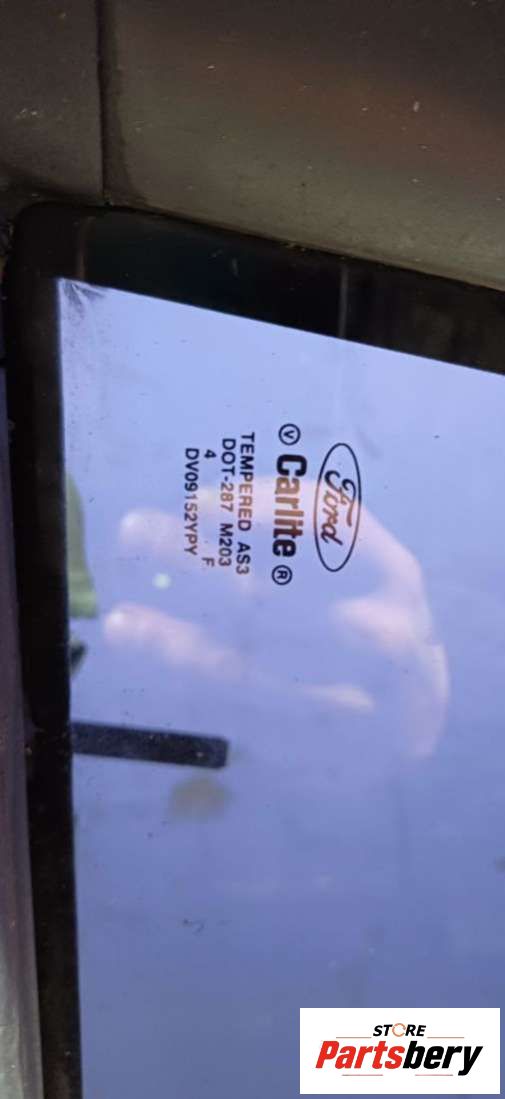 Ford
V Carlite ®
TEMPERED AS3
DOT-287 M203
4 F
DV09152YPY
STORE
Partsbery